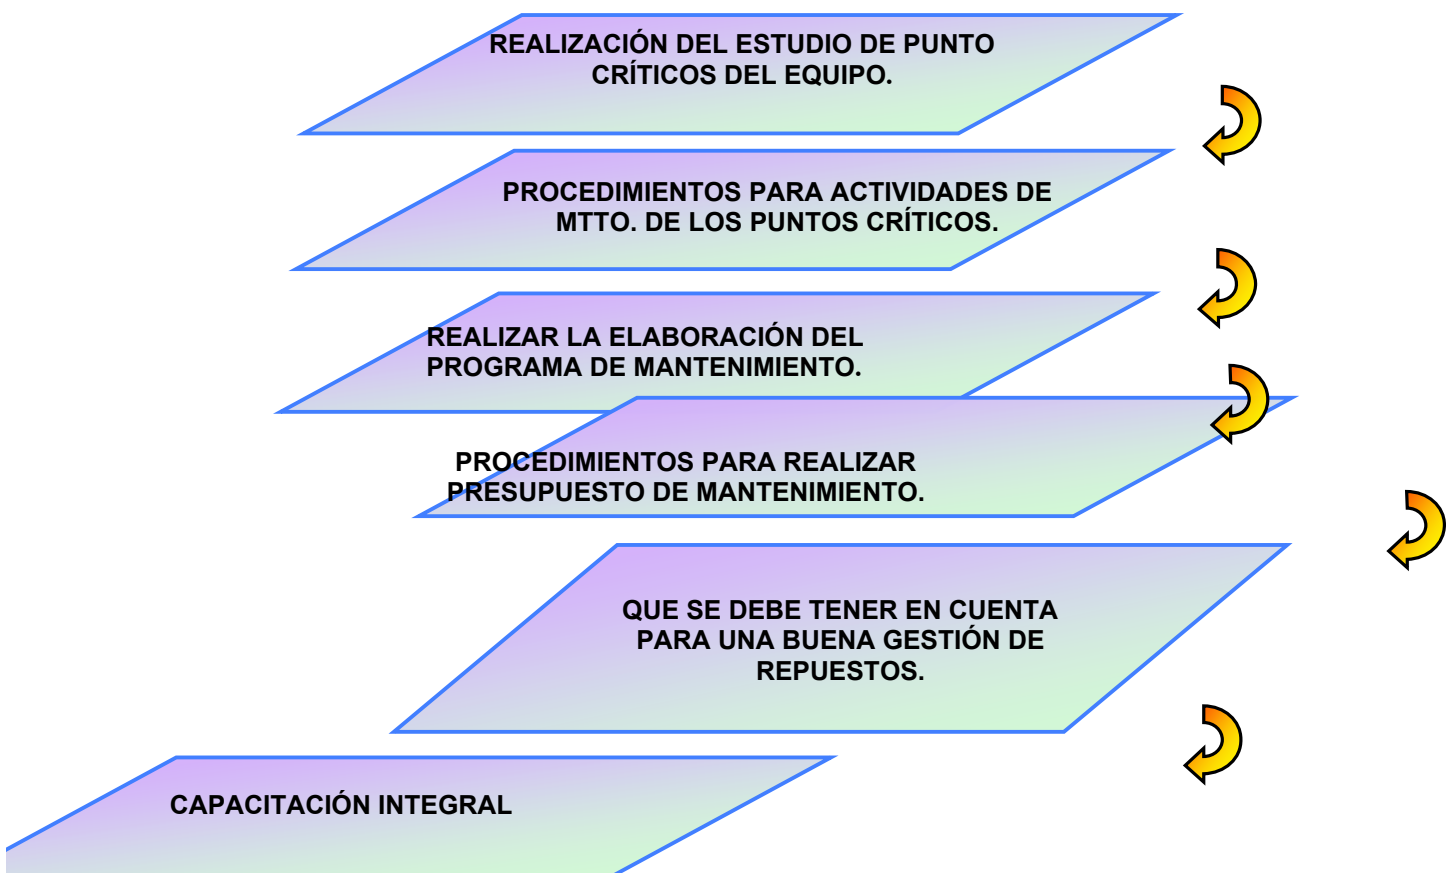 REALIZACIÓN DEL ESTUDIO DE PUNTO
CRÍTICOS DEL EQUIPO.
PROCEDIMIENTOS PARA ACTIVIDADES DE
MTTO. DE LOS PUNTOS CRÍTICOS.
REALIZAR LA ELABORACIÓN DEL
PROGRAMA DE MANTENIMIENTO.
PROCEDIMIENTOS PARA REALIZAR
PRESUPUESTO DE MANTENIMIENTO.
QUE SE DEBE TENER EN CUENTA
PARA UNA BUENA GESTIÓN DE
REPUESTOS.
CAPACITACIÓN INTEGRAL